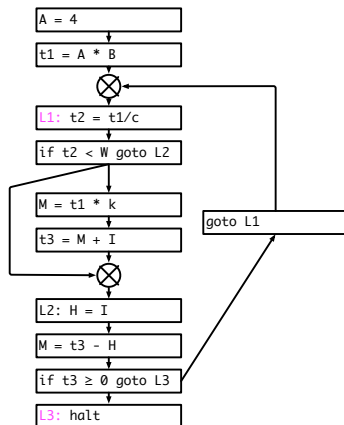 A = 4
t1 = A * B
L1: t2 = t1/c
if t2 < W goto L2
M = t1 * k
t3 = M + I
goto L1
L2: H = I
M = t3 - H
if t3 ≥ 0 goto L3
L3: halt